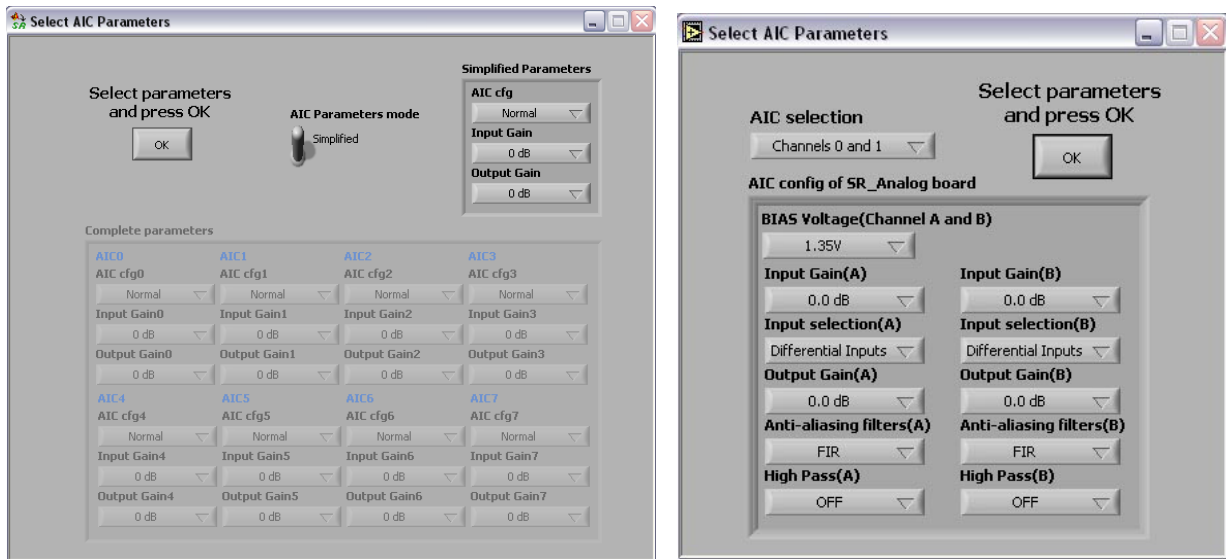 Select AIC Parameters
Select parameters
and press OK
OK
AIC Parameters mode
Simplified
Simplified Parameters
AIC cfg
Normal
Input Gain
0 dB
Output Gain
0 dB
Complete parameters
AIC0 AIC1 AIC2 AIC3
AIC cfg0 AIC cfg1 AIC cfg2 AIC cfg3
Normal Normal Normal Normal
Input Gain0 Input Gain1 Input Gain2 Input Gain3
0 dB 0 dB 0 dB 0 dB
Output Gain0 Output Gain1 Output Gain2 Output Gain3
0 dB 0 dB 0 dB 0 dB
AIC4 AIC5 AIC6 AIC7
AIC cfg4 AIC cfg5 AIC cfg6 AIC cfg7
Normal Normal Normal Normal
Input Gain4 Input Gain5 Input Gain6 Input Gain7
0 dB 0 dB 0 dB 0 dB
Output Gain4 Output Gain5 Output Gain6 Output Gain7
0 dB 0 dB 0 dB 0 dB
Select AIC Parameters
Select parameters
and press OK
OK
AIC selection
Channels 0 and 1
AIC config of SR_Analog board
BIAS Voltage(Channel A and B)
1.35V
Input Gain(A) Input Gain(B)
0.0 dB 0.0 dB
Input selection(A) Input selection(B)
Differential Inputs Differential Inputs
Output Gain(A) Output Gain(B)
0.0 dB 0.0 dB
Anti-aliasing filters(A) Anti-aliasing filters(B)
FIR FIR
High Pass(A) High Pass(B)
OFF OFF